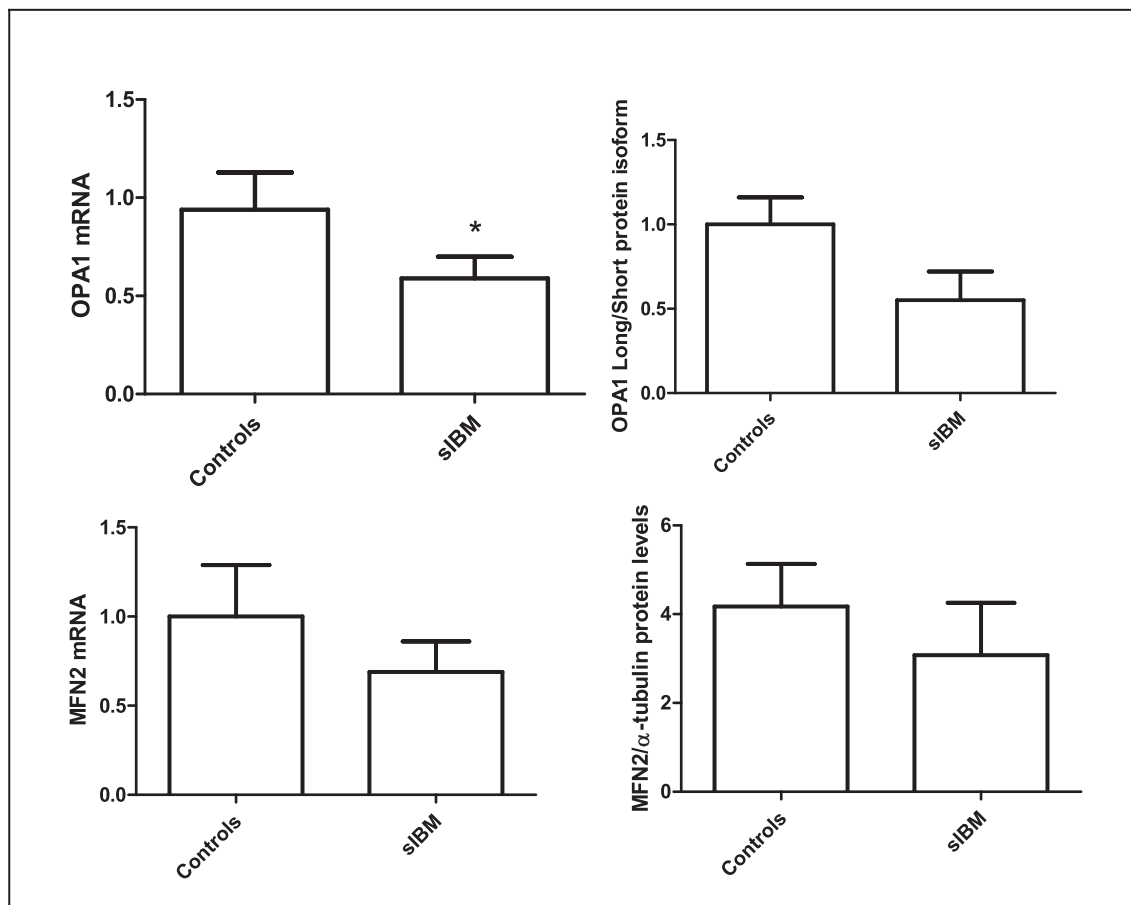 OPA1 mRNA
1.5
1.0
0.5
0.0
*
Controls
sIBM
OPA1 Long/Short protein isoform
1.5
1.0
0.5
0.0
Controls
sIBM
MFN2 mRNA
1.5
1.0
0.5
0.0
Controls
sIBM
MFN2/α-tubulin protein levels
6
4
2
0
Controls
sIBM